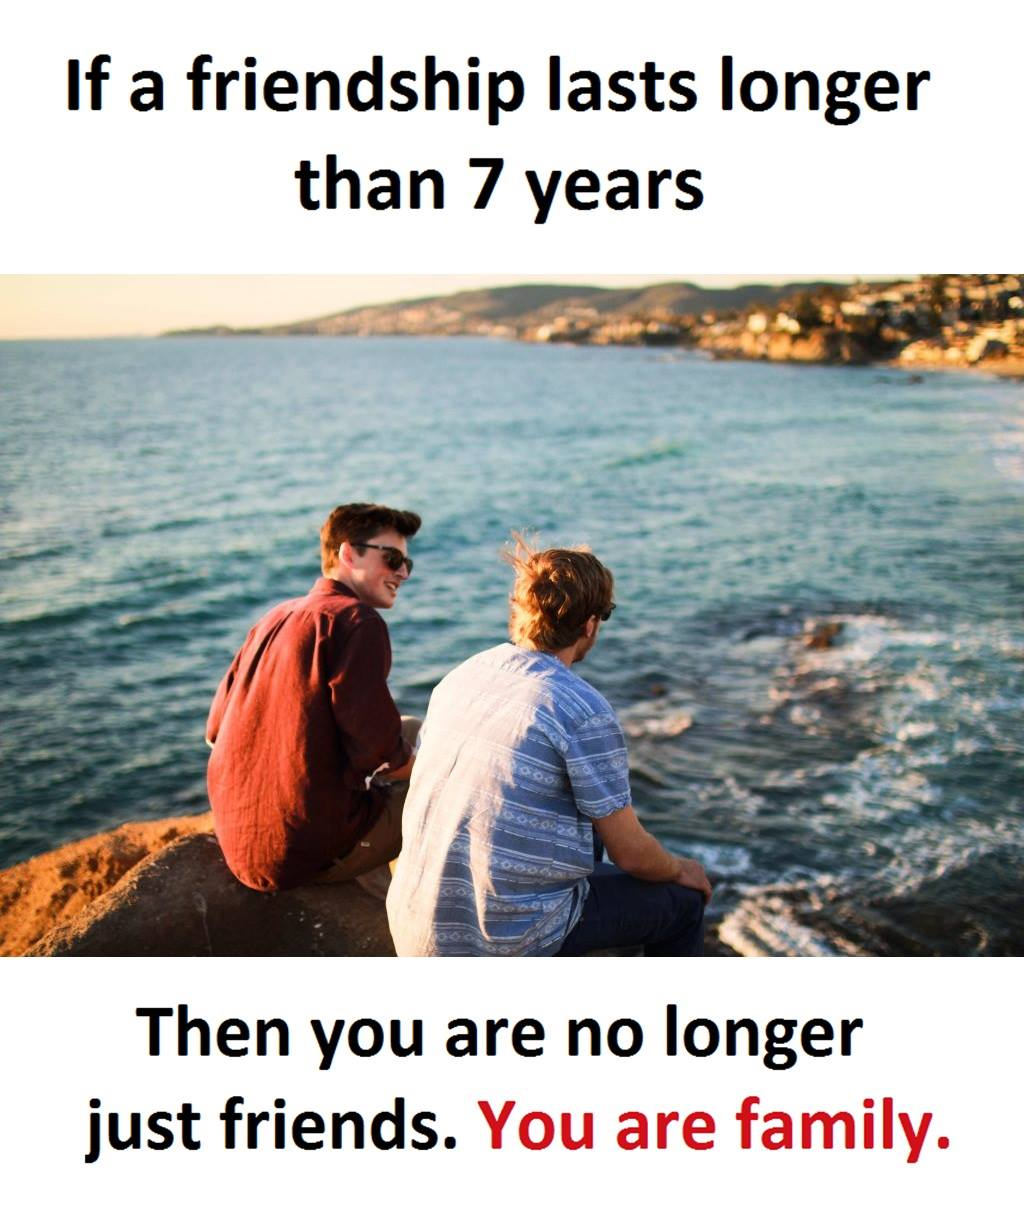 If a friendship lasts longer
than 7 years
Then you are no longer
just friends. You are family.